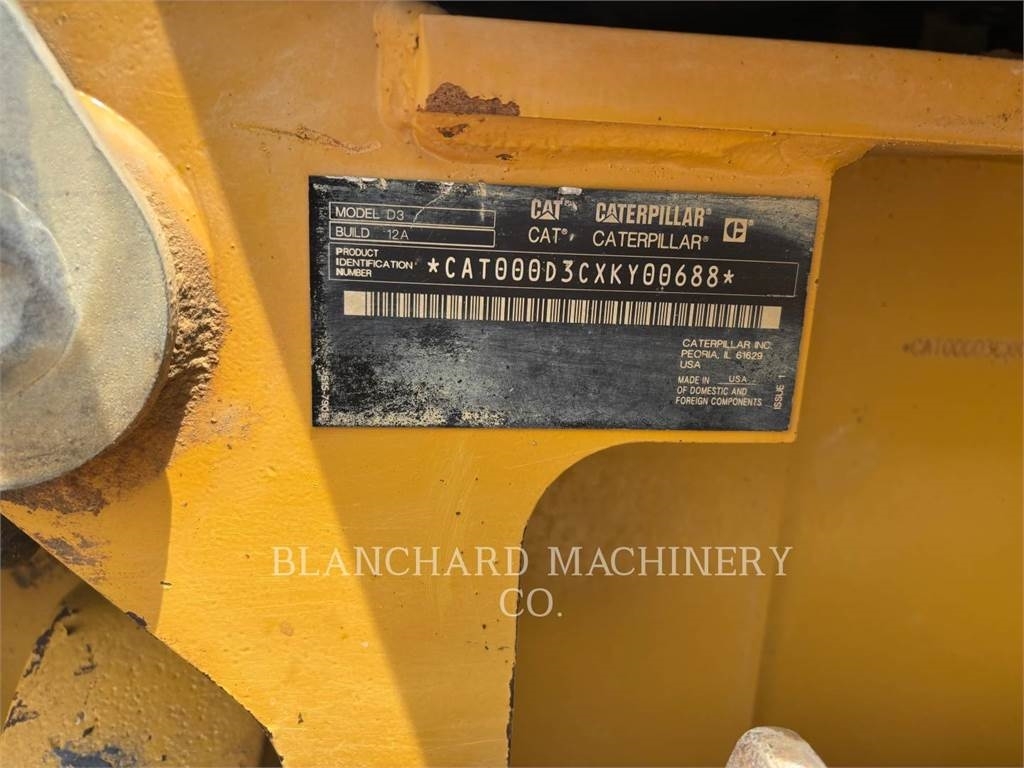 MODEL D3
BUILD 12A
CAT CATERPILLAR®
CAT® CATERPILLAR®
PRODUCT
IDENTIFICATION
NUMBER
*CAT000D3CXKY00688*
CATERPILLAR INC.
PEORIA, IL 61629
USA
MADE IN USA
OF DOMESTIC AND
FOREIGN COMPONENTS
ISSUE 1
BLANCHARD MACHINERY
CO.